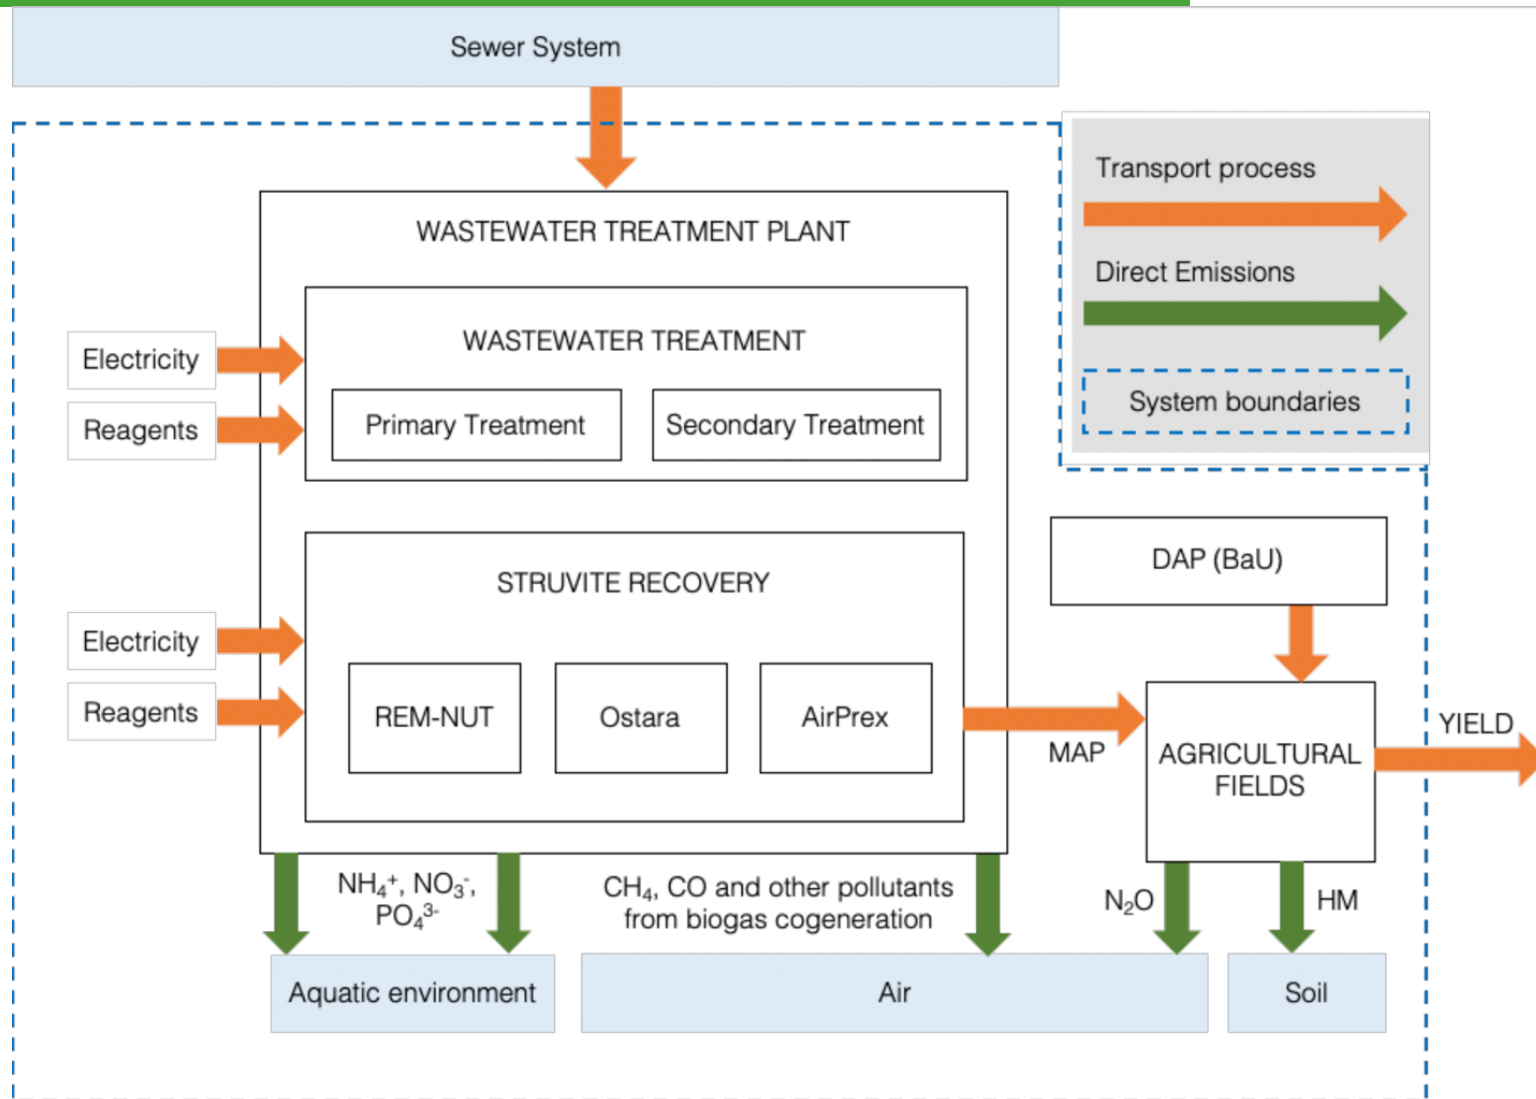 Sewer System
Transport process
Direct Emissions
System boundaries
WASTEWATER TREATMENT PLANT
WASTEWATER TREATMENT
Primary Treatment
Secondary Treatment
Electricity
Reagents
STRUVITE RECOVERY
REM-NUT
Ostara
AirPrex
Electricity
Reagents
DAP (BaU)
MAP
AGRICULTURAL
FIELDS
YIELD
NH₄⁺, NO₃⁻,
PO₄³⁻
CH₄, CO and other pollutants
from biogas cogeneration
N₂O
HM
Aquatic environment
Air
Soil